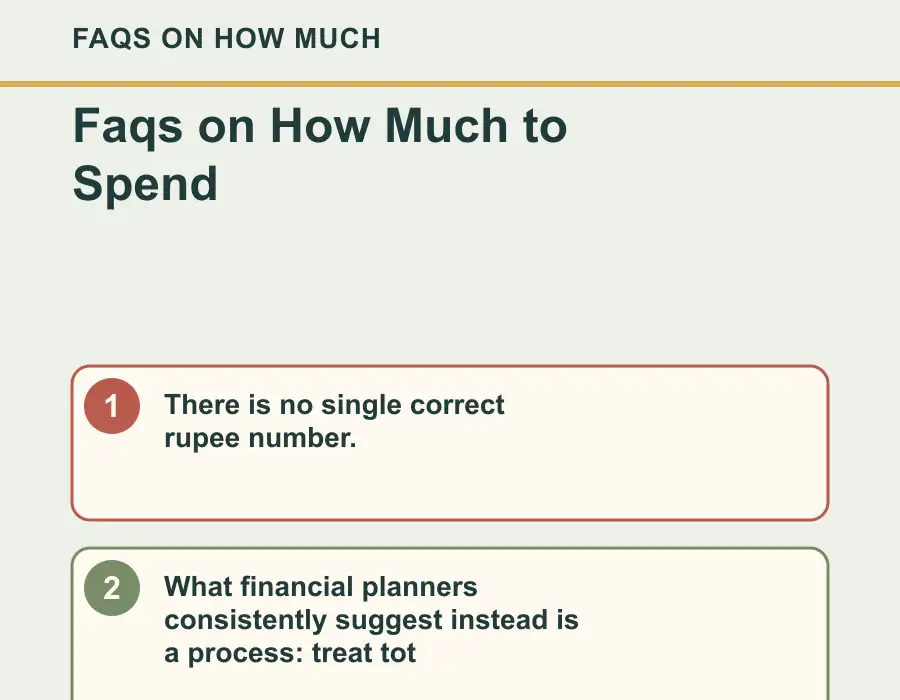 FAQS ON HOW MUCH
Faqs on How Much to
Spend
1
There is no single correct
rupee number.
2
What financial planners
consistently suggest instead is
a process: treat tot